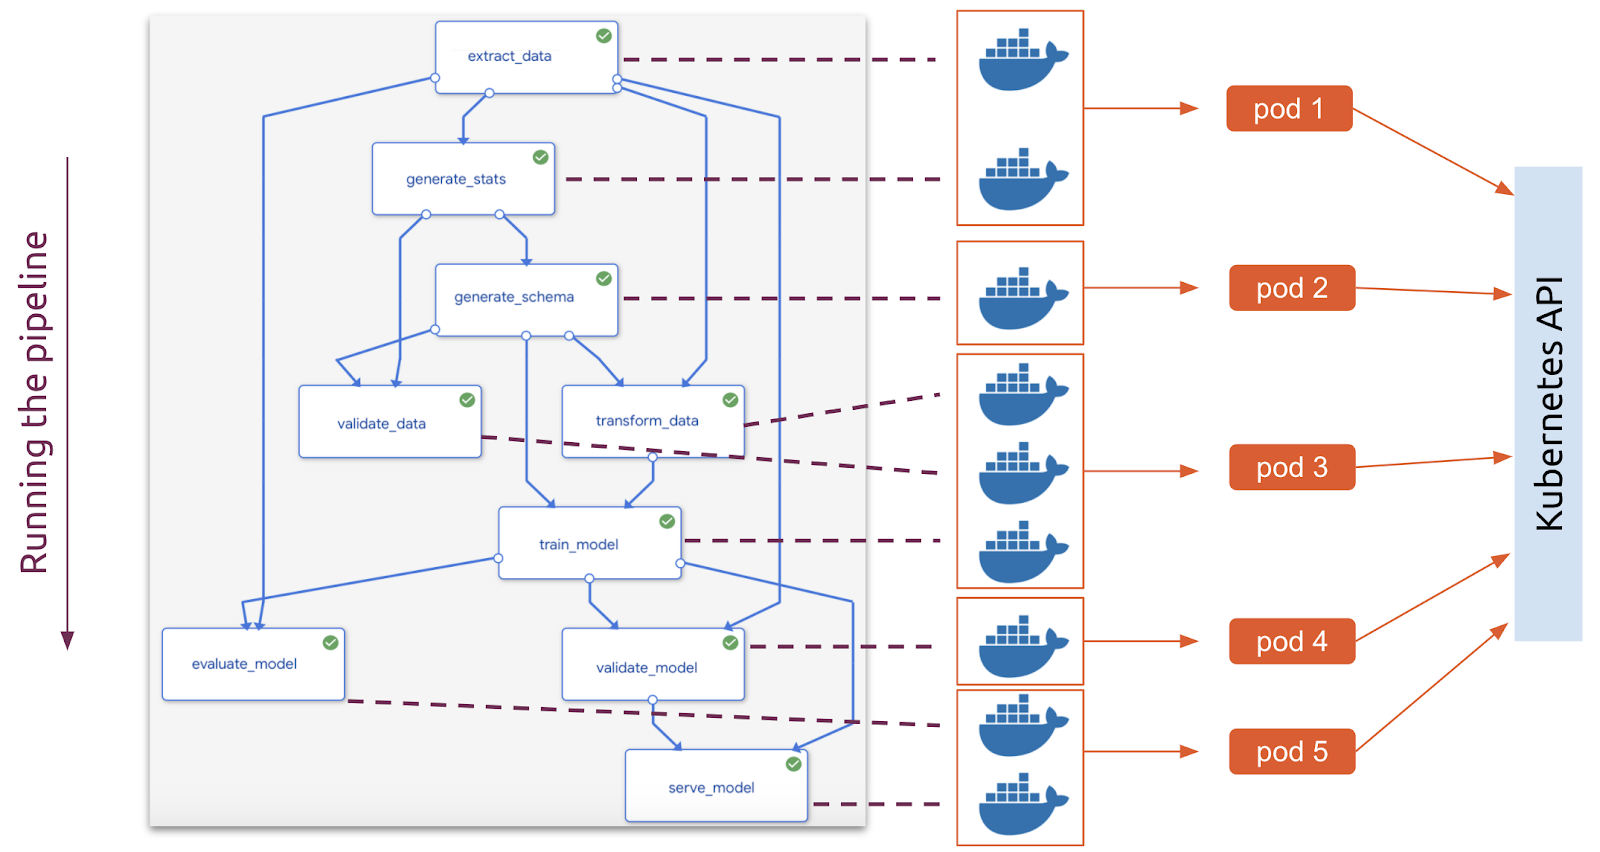 Running the pipeline
extract_data
generate_stats
generate_schema
validate_data
transform_data
train_model
evaluate_model
validate_model
serve_model
pod 1
pod 2
pod 3
pod 4
pod 5
Kubernetes API